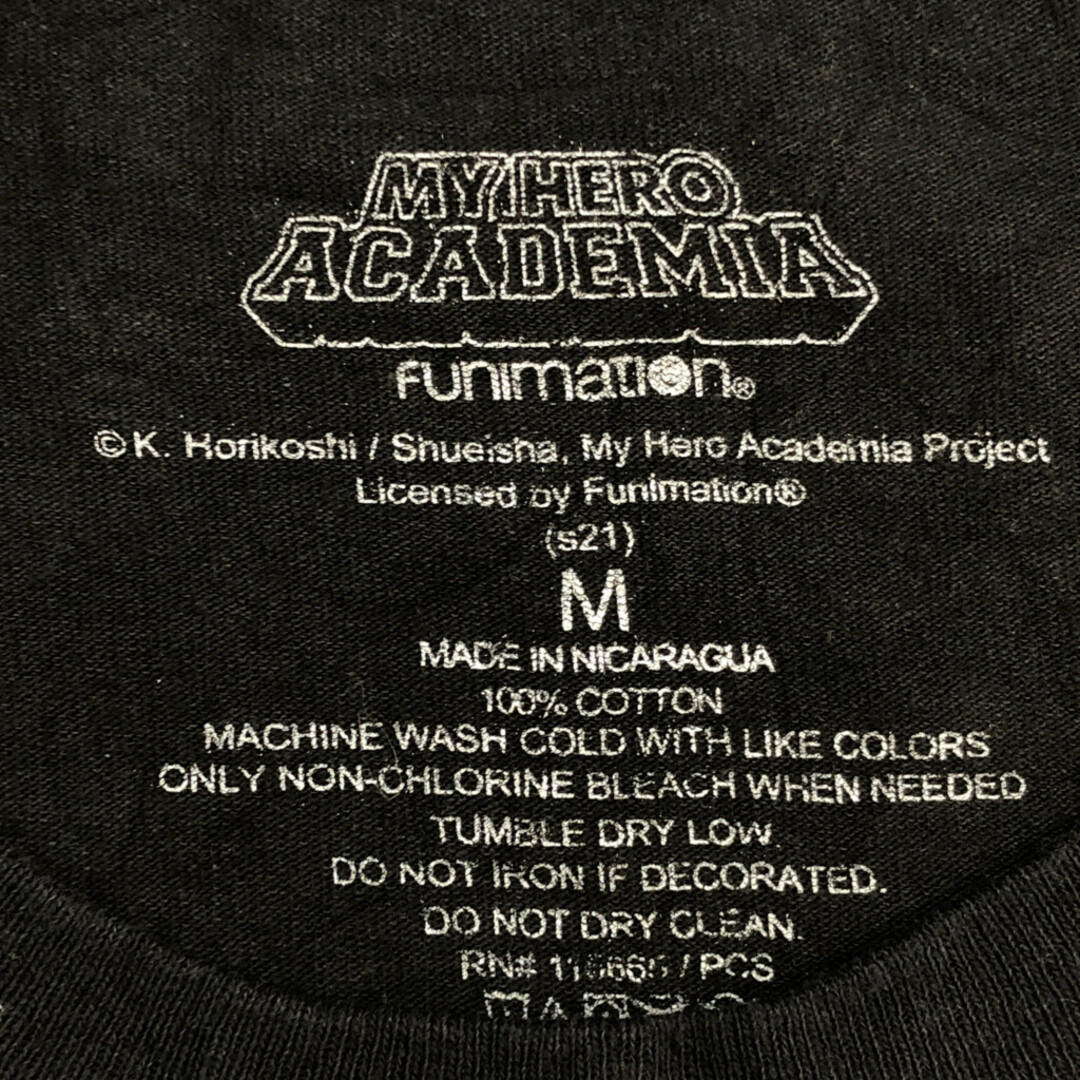 MY HERO
ACADEMIA
FUNIMATION®
© K. Horikoshi / Shueisha, My Hero Academia Project
Licensed by Funimation®
(s21)
M
MADE IN NICARAGUA
100% COTTON
MACHINE WASH COLD WITH LIKE COLORS
ONLY NON-CHLORINE BLEACH WHEN NEEDED
TUMBLE DRY LOW.
DO NOT IRON IF DECORATED.
DO NOT DRY CLEAN.
RN# / PCS